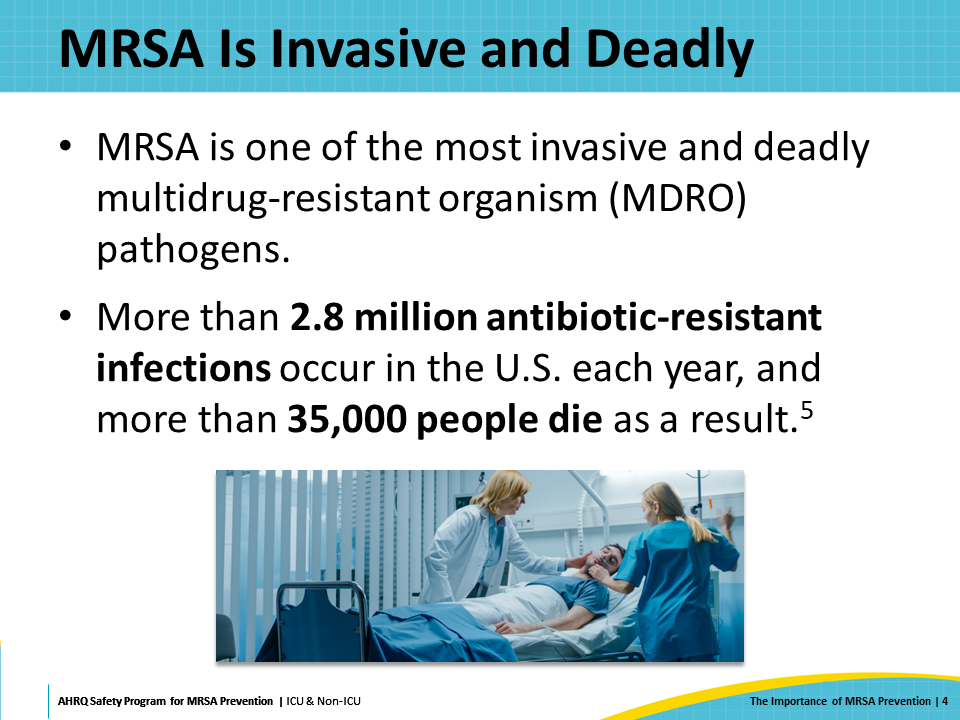 MRSA Is Invasive and Deadly
• MRSA is one of the most invasive and deadly
multidrug-resistant organism (MDRO)
pathogens.
• More than 2.8 million antibiotic-resistant
infections occur in the U.S. each year, and
more than 35,000 people die as a result.5
AHRQ Safety Program for MRSA Prevention | ICU & Non-ICU
The Importance of MRSA Prevention | 4